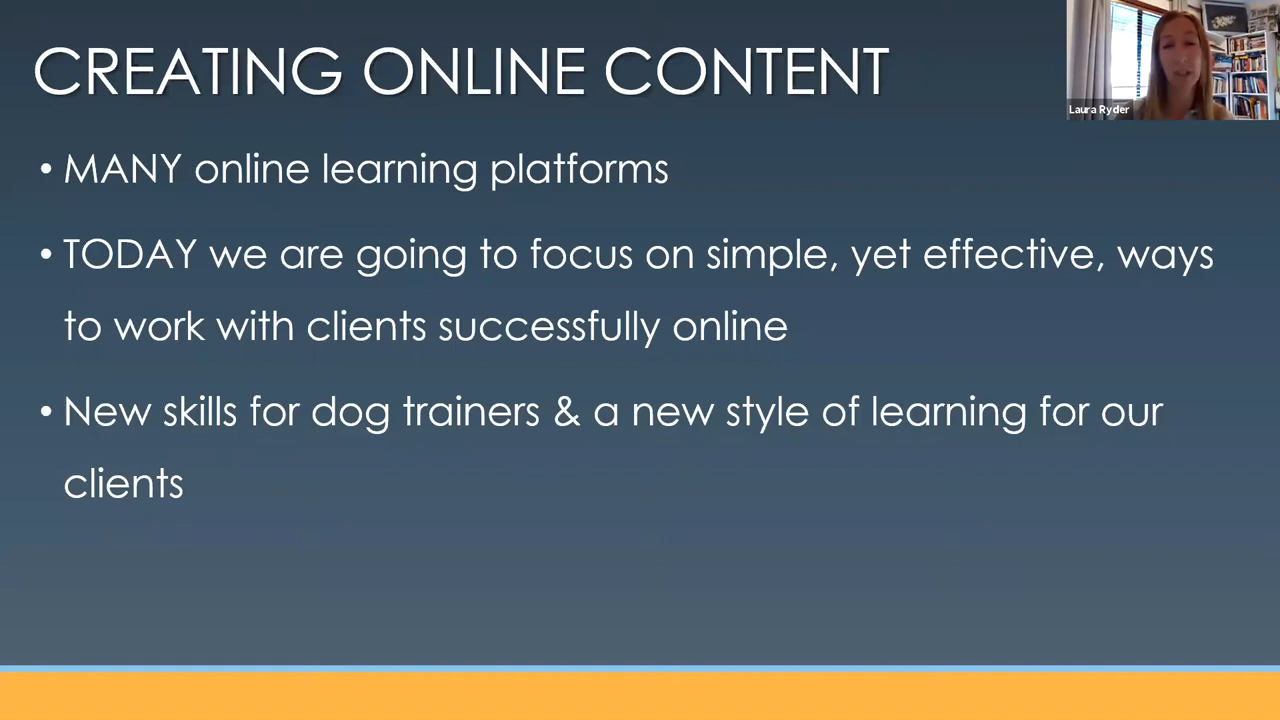 CREATING ONLINE CONTENT
Laura Ryder
• MANY online learning platforms
• TODAY we are going to focus on simple, yet effective, ways
to work with clients successfully online
• New skills for dog trainers & a new style of learning for our
clients